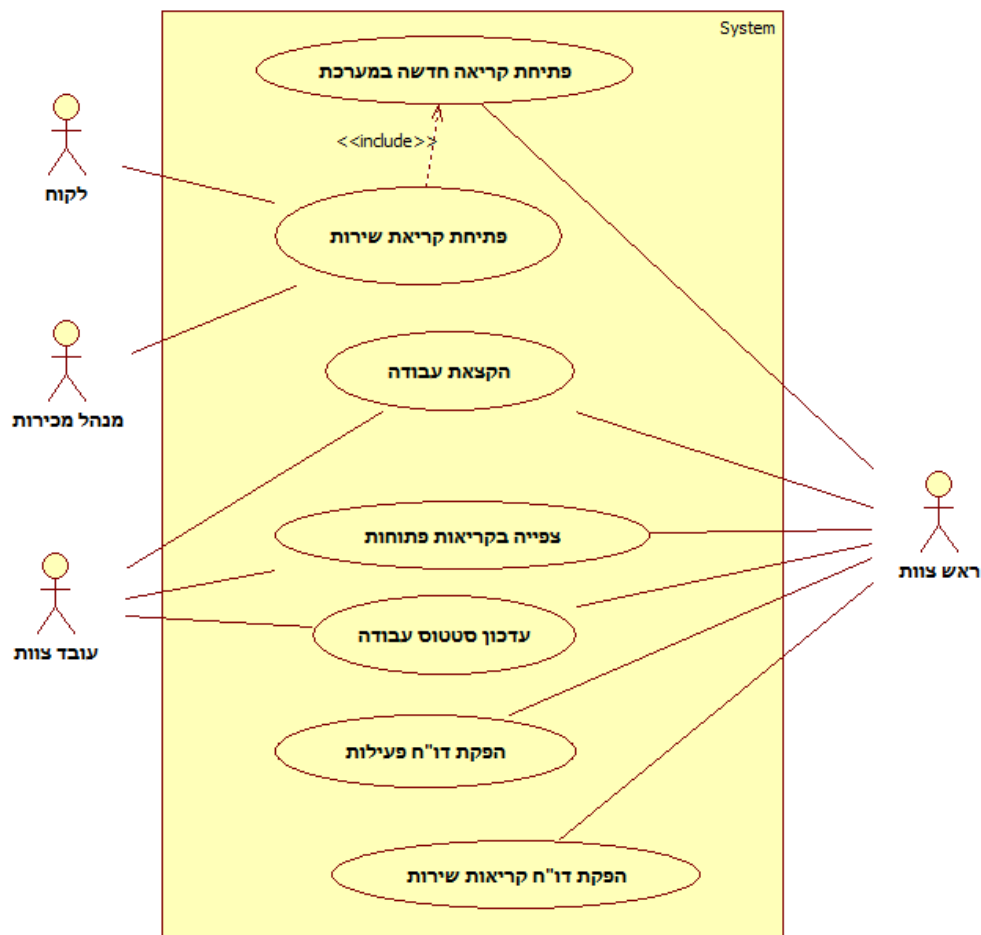 System
פתיחת קריאה חדשה במערכת
<<include>>
לקוח
פתיחת קריאת שירות
מנהל מכירות
הקצאת עבודה
צפייה בקריאות פתוחות
ראש צוות
עובד צוות
עדכון סטטוס עבודה
הפקת דו"ח פעילות
הפקת דו"ח קריאות שירות